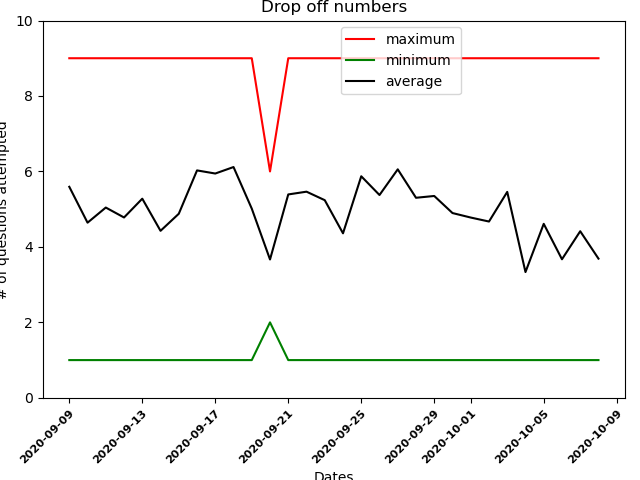 Drop off numbers
maximum
minimum
average
# of questions attempted
10
8
6
4
2
0
2020-09-09
2020-09-13
2020-09-17
2020-09-21
2020-09-25
2020-09-29
2020-10-01
2020-10-05
2020-10-09
Dates